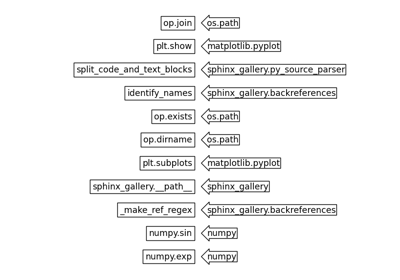 op.join os.path
plt.show matplotlib.pyplot
split_code_and_text_blocks sphinx_gallery.py_source_parser
identify_names sphinx_gallery.backreferences
op.exists os.path
op.dirname os.path
plt.subplots matplotlib.pyplot
sphinx_gallery.__path__ sphinx_gallery
_make_ref_regex sphinx_gallery.backreferences
numpy.sin numpy
numpy.exp numpy